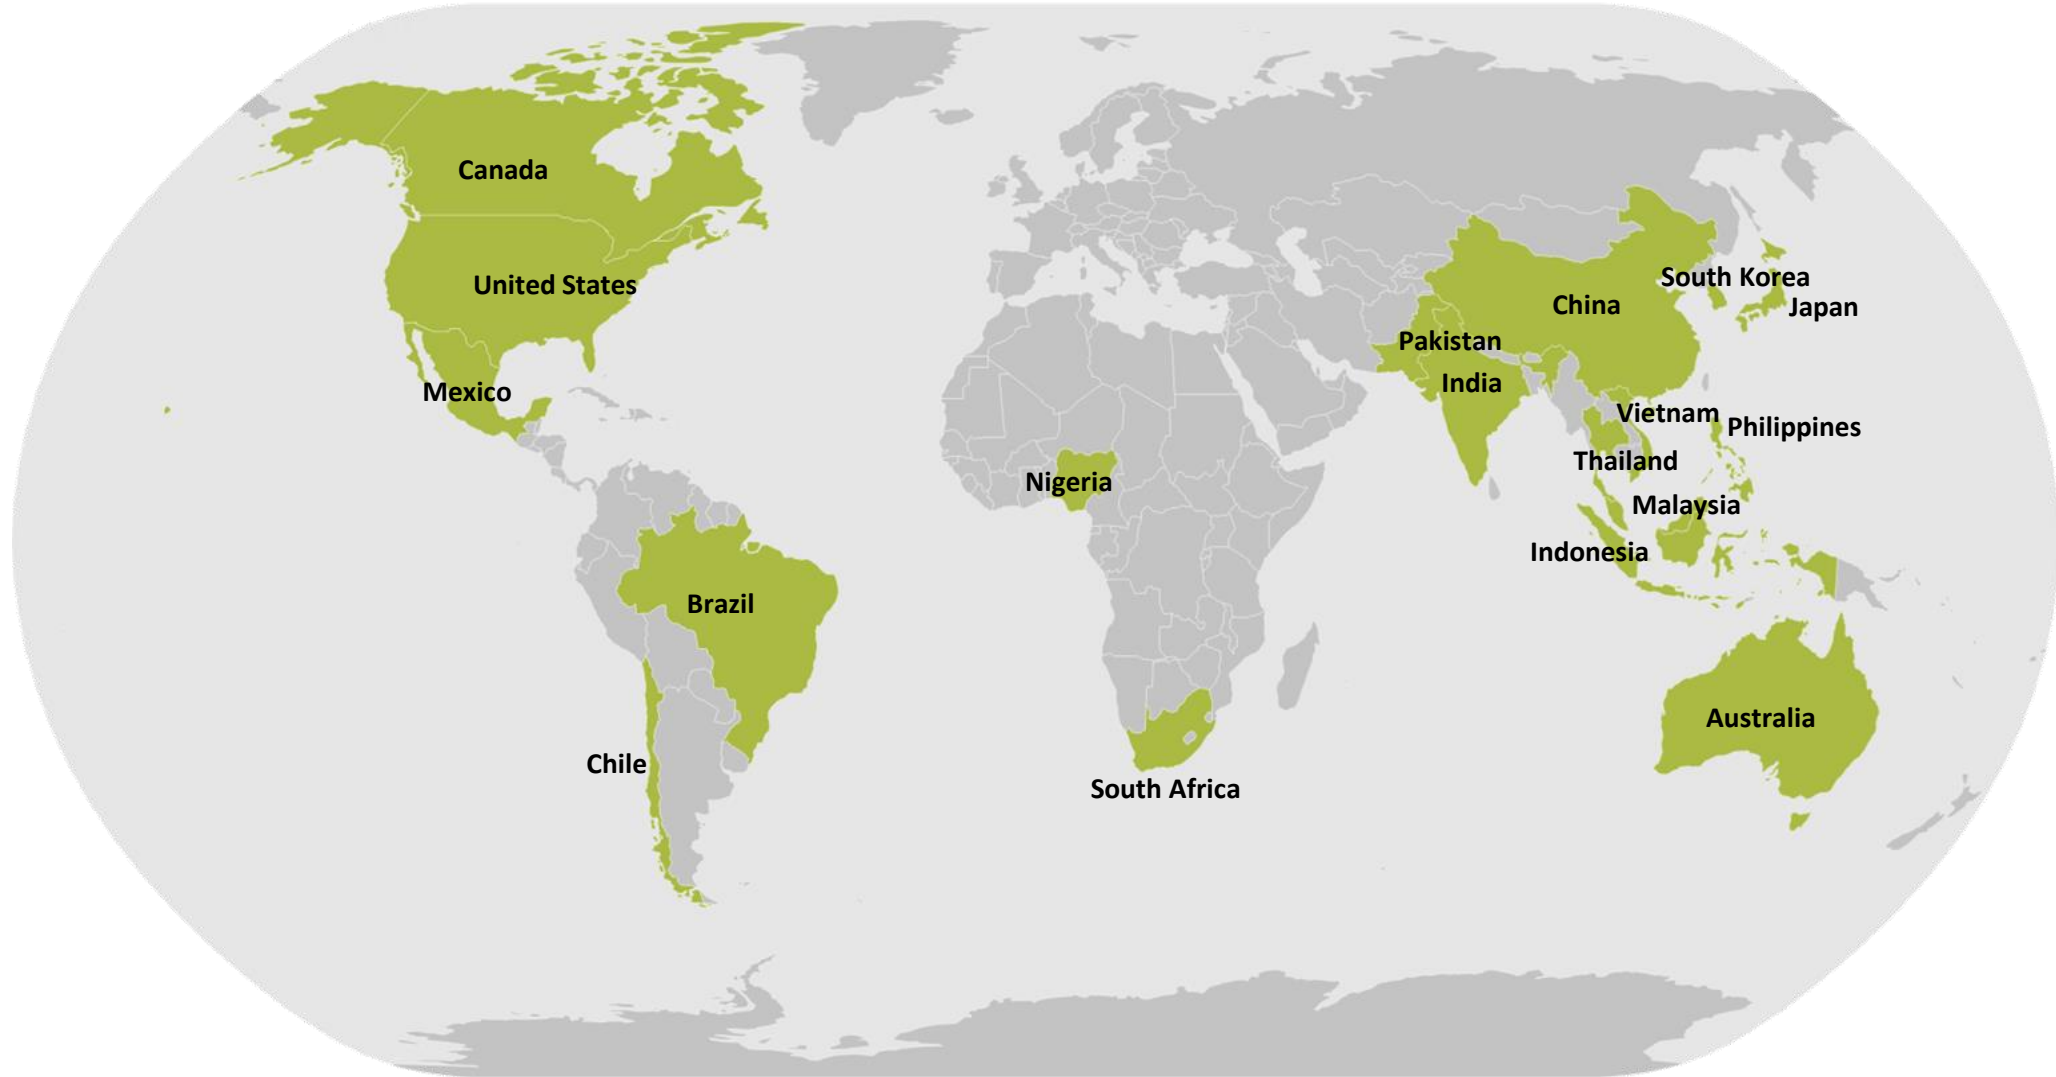 Canada
United States
South Korea
China
Japan
Pakistan
India
Mexico
Vietnam
Philippines
Thailand
Nigeria
Malaysia
Indonesia
Brazil
Australia
Chile
South Africa